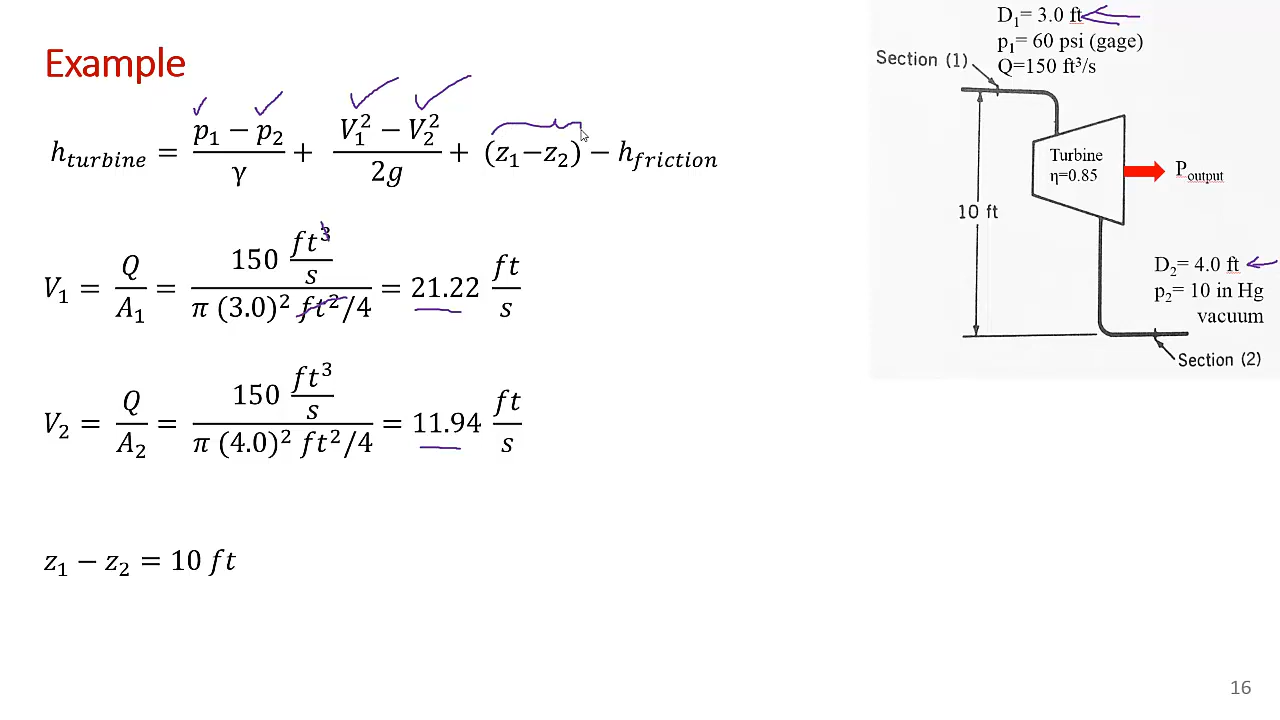 Example
h_turbine = (p₁ − p₂)/γ + (V₁² − V₂²)/2g + (z₁−z₂) − h_friction
V₁ = Q/A₁ = 150 ft³/s / π (3.0)² ft²/4 = 21.22 ft/s
V₂ = Q/A₂ = 150 ft³/s / π (4.0)² ft²/4 = 11.94 ft/s
z₁ − z₂ = 10 ft
D₁= 3.0 ft
p₁= 60 psi (gage)
Q=150 ft³/s
Section (1)
Turbine
η=0.85
P_output
10 ft
D₂= 4.0 ft
p₂= 10 in Hg
vacuum
Section (2)
16